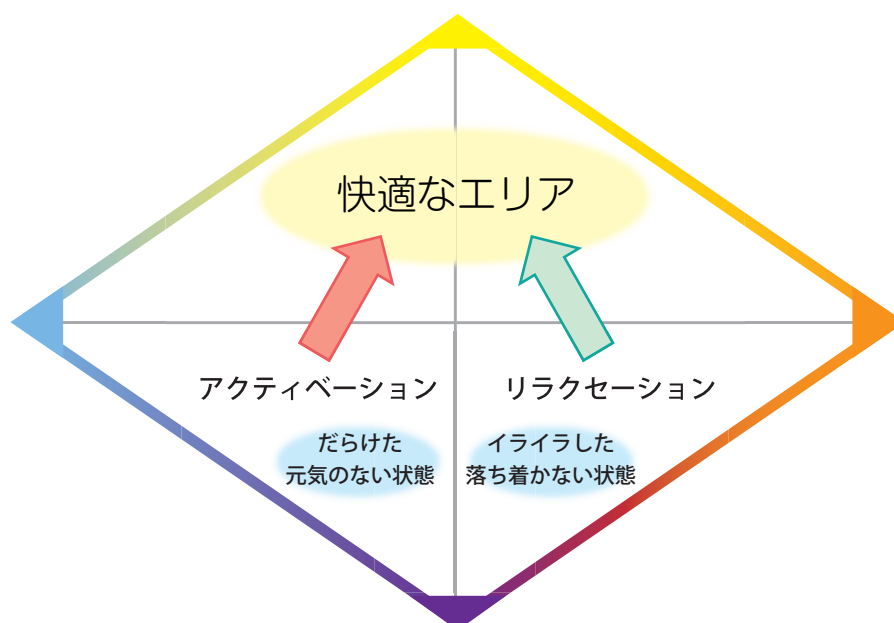 快適なエリア
アクティベーション
リラクセーション
だらけた
元気のない状態
イライラした
落ち着かない状態